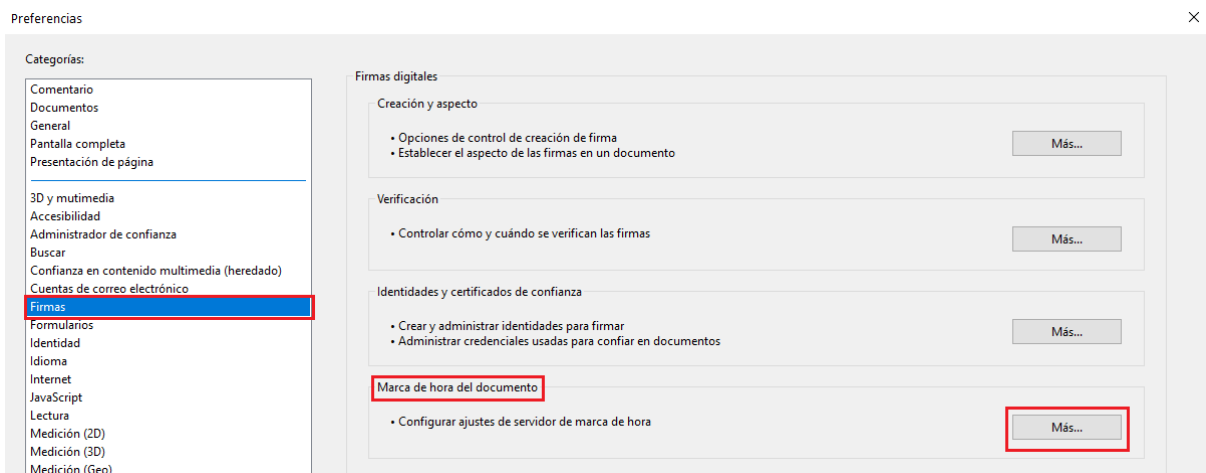 Preferencias
Categorías:
Comentario
Documentos
General
Pantalla completa
Presentación de página
3D y mutimedia
Accesibilidad
Administrador de confianza
Buscar
Confianza en contenido multimedia (heredado)
Cuentas de correo electrónico
Firmas
Formularios
Identidad
Idioma
Internet
JavaScript
Lectura
Medición (2D)
Medición (3D)
Medición (Geo)
Firmas digitales
Creación y aspecto
• Opciones de control de creación de firma
• Establecer el aspecto de las firmas en un documento
Más...
Verificación
• Controlar cómo y cuándo se verifican las firmas
Más...
Identidades y certificados de confianza
• Crear y administrar identidades para firmar
• Administrar credenciales usadas para confiar en documentos
Más...
Marca de hora del documento
• Configurar ajustes de servidor de marca de hora
Más...